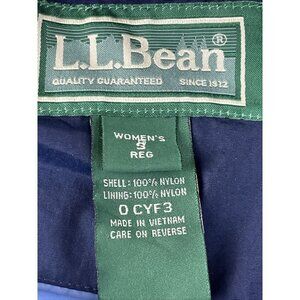 L.L.Bean®
QUALITY GUARANTEED SINCE 1912
WOMEN'S
REG
SHELL: 100% NYLON
LINING: 100% NYLON
0 CYF3
MADE IN VIETNAM
CARE ON REVERSE